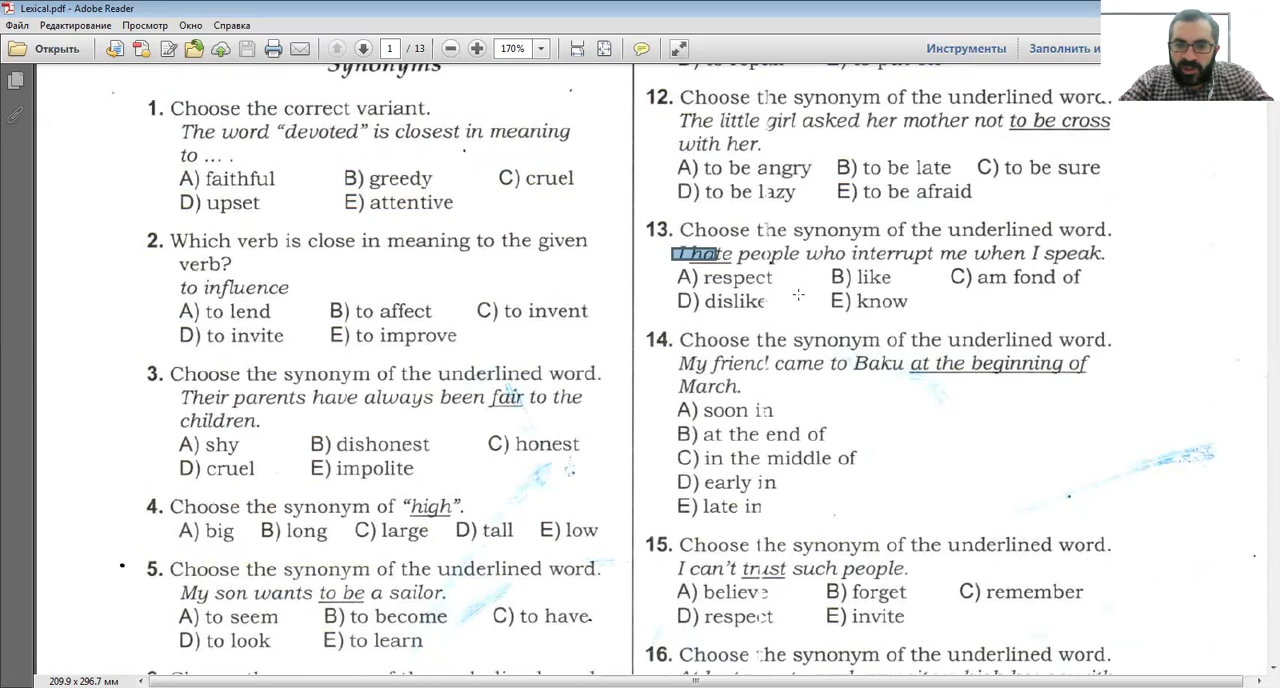 Lexical.pdf - Adobe Reader
Файл Редактирование Просмотр Окно Справка
Открыть 1 / 13 170% Инструменты Заполнить и
Synonyms
1. Choose the correct variant.
The word “devoted” is closest in meaning
to ... .
A) faithful B) greedy C) cruel
D) upset E) attentive
2. Which verb is close in meaning to the given
verb?
to influence
A) to lend B) to affect C) to invent
D) to invite E) to improve
3. Choose the synonym of the underlined word.
Their parents have always been fair to the
children.
A) shy B) dishonest C) honest
D) cruel E) impolite
4. Choose the synonym of “high”.
A) big B) long C) large D) tall E) low
5. Choose the synonym of the underlined word.
My son wants to be a sailor.
A) to seem B) to become C) to have
D) to look E) to learn
12. Choose the synonym of the underlined word.
The little girl asked her mother not to be cross
with her.
A) to be angry B) to be late C) to be sure
D) to be lazy E) to be afraid
13. Choose the synonym of the underlined word.
I hate people who interrupt me when I speak.
A) respect B) like C) am fond of
D) dislike E) know
14. Choose the synonym of the underlined word.
My friend came to Baku at the beginning of
March.
A) soon in
B) at the end of
C) in the middle of
D) early in
E) late in
15. Choose the synonym of the underlined word.
I can't trust such people.
A) believe B) forget C) remember
D) respect E) invite
16. Choose the synonym of the underlined word.
209.9 x 296.7 мм